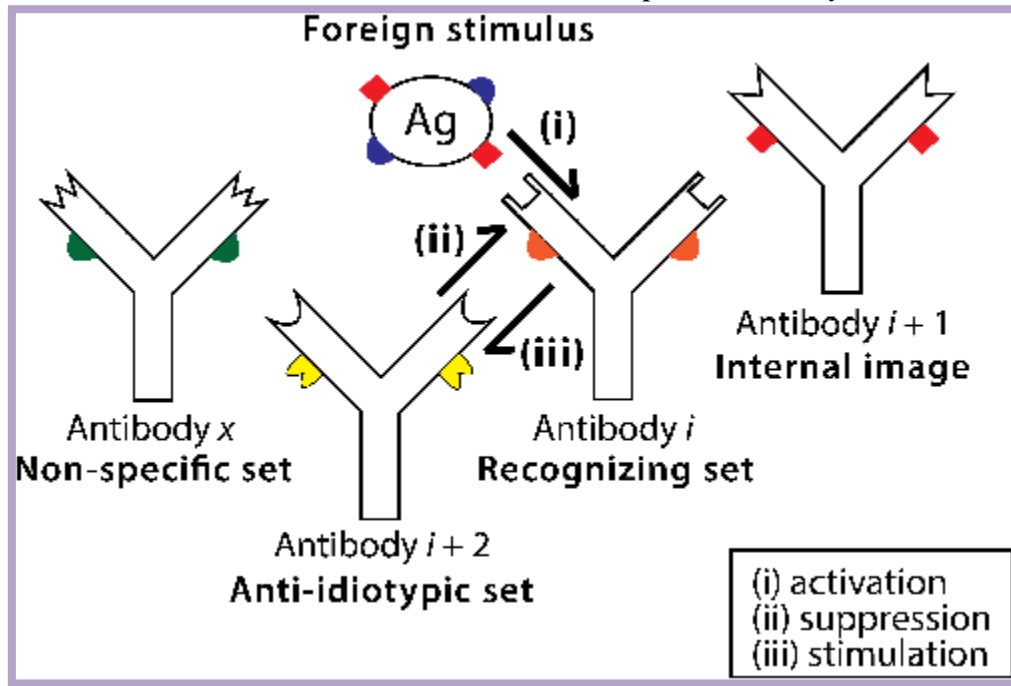 Foreign stimulus
Ag
(i)
(ii)
(iii)
Antibody i + 1
Internal image
Antibody x
Non-specific set
Antibody i
Recognizing set
Antibody i + 2
Anti-idiotypic set
(i) activation
(ii) suppression
(iii) stimulation